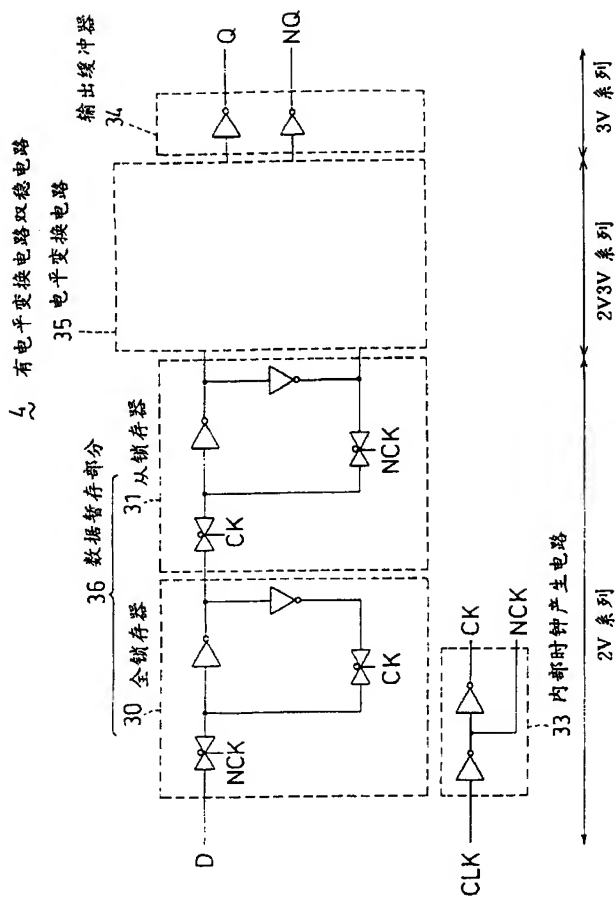 4 有电平变换电路双稳电路
35 电平变换电路
输出缓冲器
34
36 数据暂存部分
30 全锁存器
31 从锁存器
D
NCK
CK
CK
NCK
Q
NQ
CLK
CK
NCK
33 内部时钟产生电路
2V 系列
2V3V 系列
3V 系列